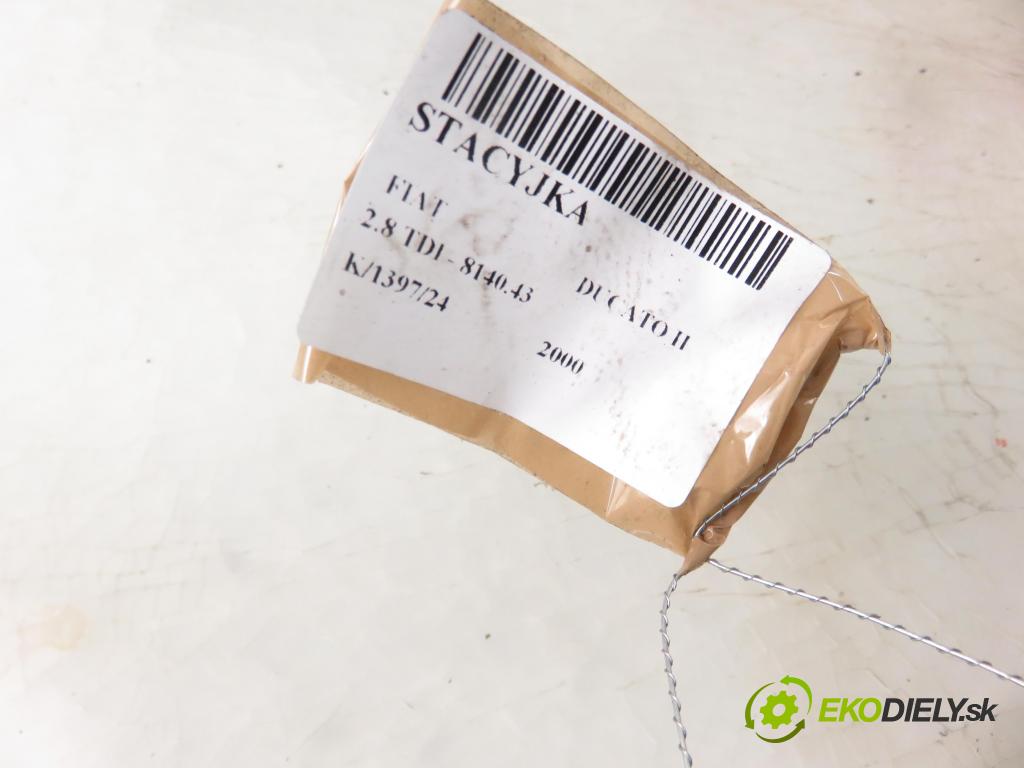 STACYJKA
FIAT DUCATO II
2.8 TDI - 8140.43
K/1397/24 2000
EKODIELY.sk